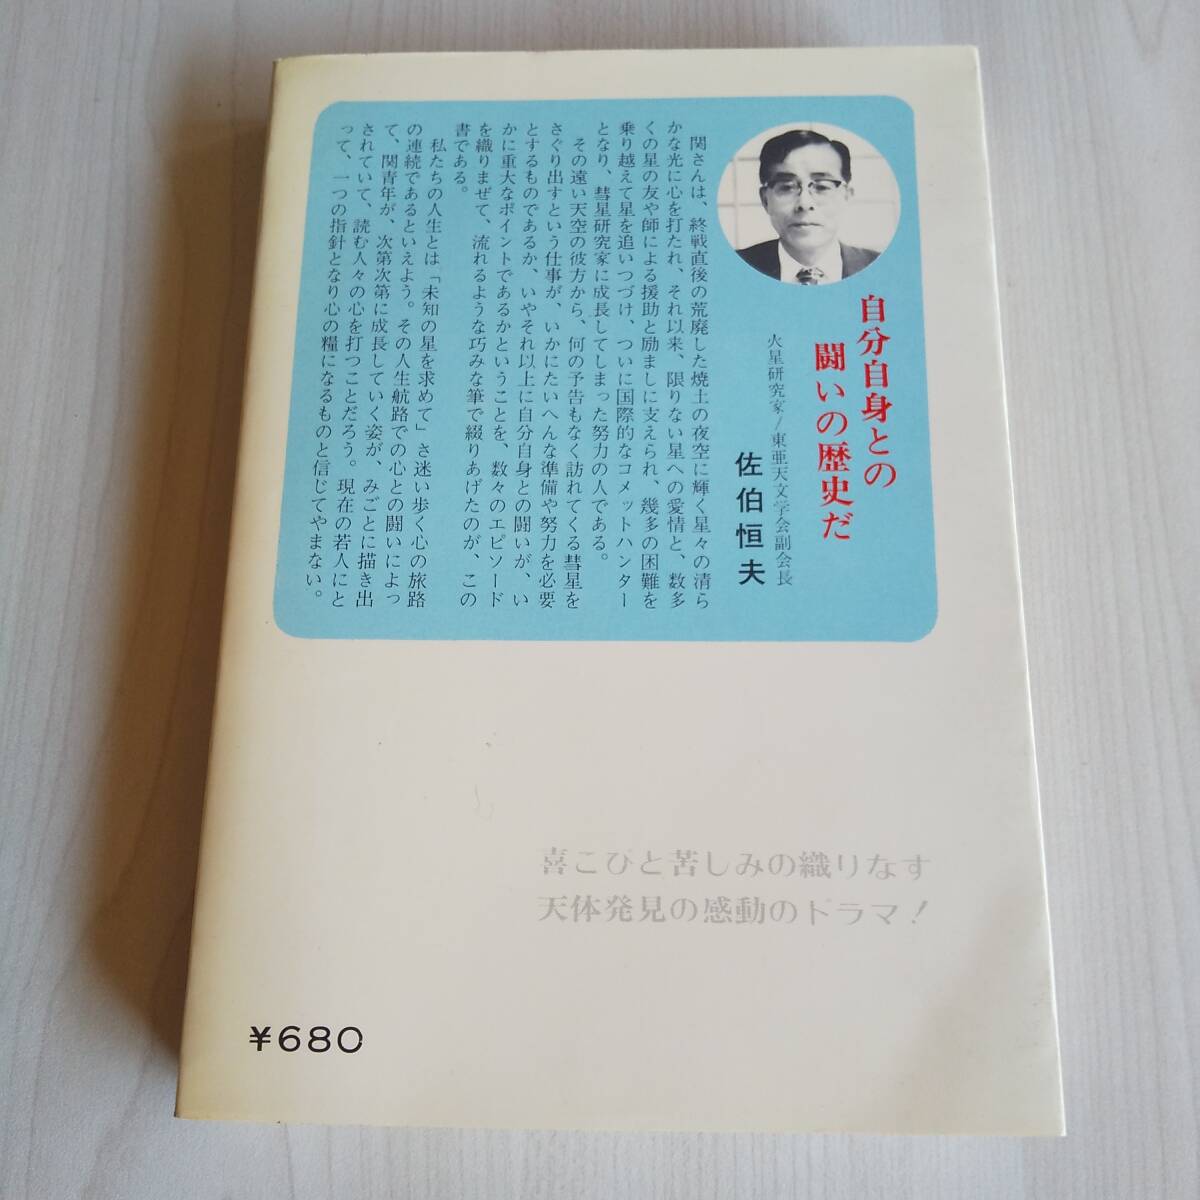 自分自身との
闘いの歴史だ
火星研究家/東亜天文学会副会長
佐伯恒夫
関さんは、終戦直後の荒廃した焼土の夜空に輝く星々の清ら
かな光に心を打たれ、それ以来、限りない星への愛情と、数多
くの星の友や師による援助と励ましに支えられ、幾多の困難を
乗り越えて星を追いつづけ、ついに国際的なコメットハンター
となり、彗星研究家に成長してしまった努力の人である。
その遠い天空の彼方から、何の予告もなく訪れてくる彗星を
さぐり出すという仕事が、いかにたいへんな準備や努力を必要
とするものであるか、いやそれ以上に自分自身との闘いが、い
かに重大なポイントであるかということを、数々のエピソード
を織りまぜて、流れるような巧みな筆で綴りあげたのが、この
書である。
私たちの人生とは「未知の星を求めて」さ迷い歩く心の旅路
の連続であるといえよう。その人生航路での心との闘いによっ
て、関青年が、次第次第に成長していく姿が、みごとに描き出
されていて、読む人々の心を打つことだろう。現在の若人にと
って、一つの指針となり心の糧になるものと信じてやまない。
喜こびと苦しみの織りなす
天体発見の感動のドラマ!
¥680